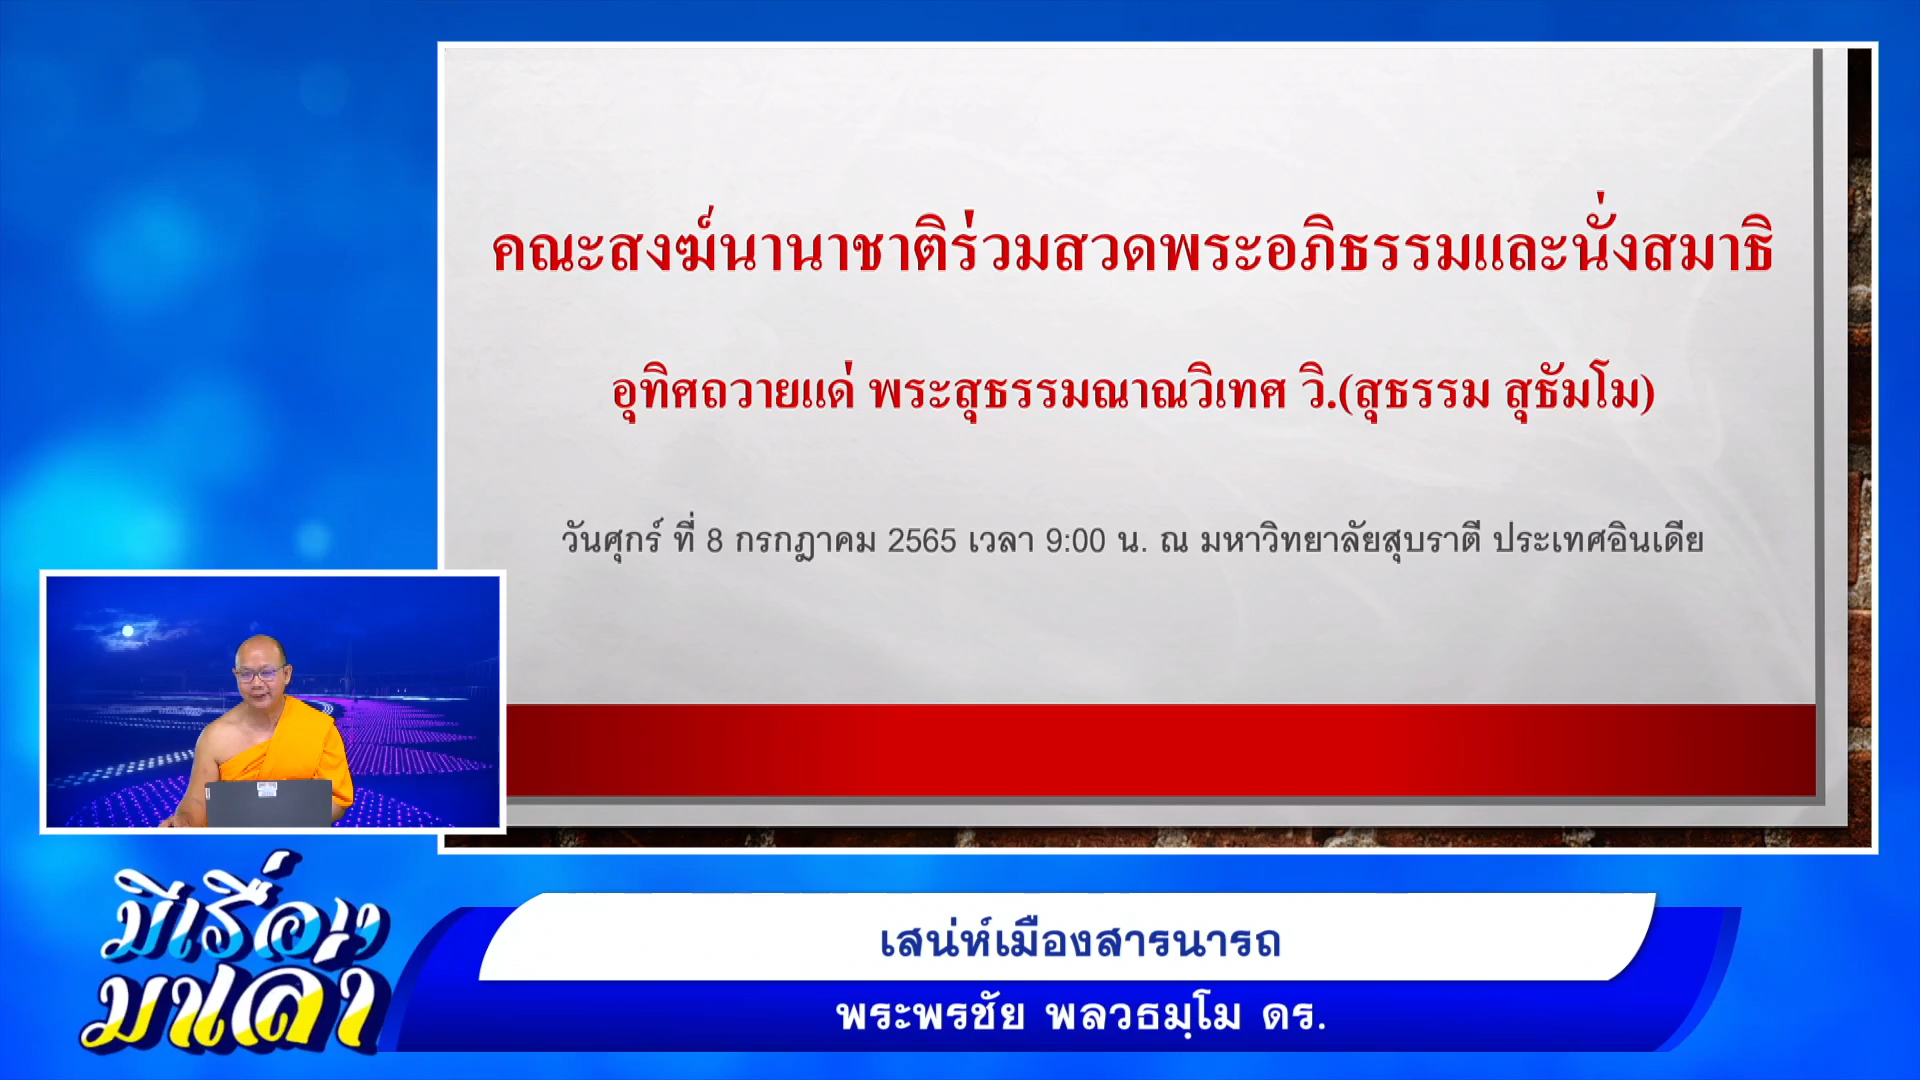 คณะสงฆ์นานาชาติร่วมสวดพระอภิธรรมและนั่งสมาธิ
อุทิศถวายแด่ พระสุธรรมณาณวิเทศ วิ.(สุธรรม สุธัมโม)
วันศุกร์ ที่ 8 กรกฎาคม 2565 เวลา 9:00 น. ณ มหาวิทยาลัยสุบราตี ประเทศอินเดีย
มีเรื่อง
มาเล่า
เสน่ห์เมืองสารนารถ
พระพรชัย พลวธมฺโม ดร.